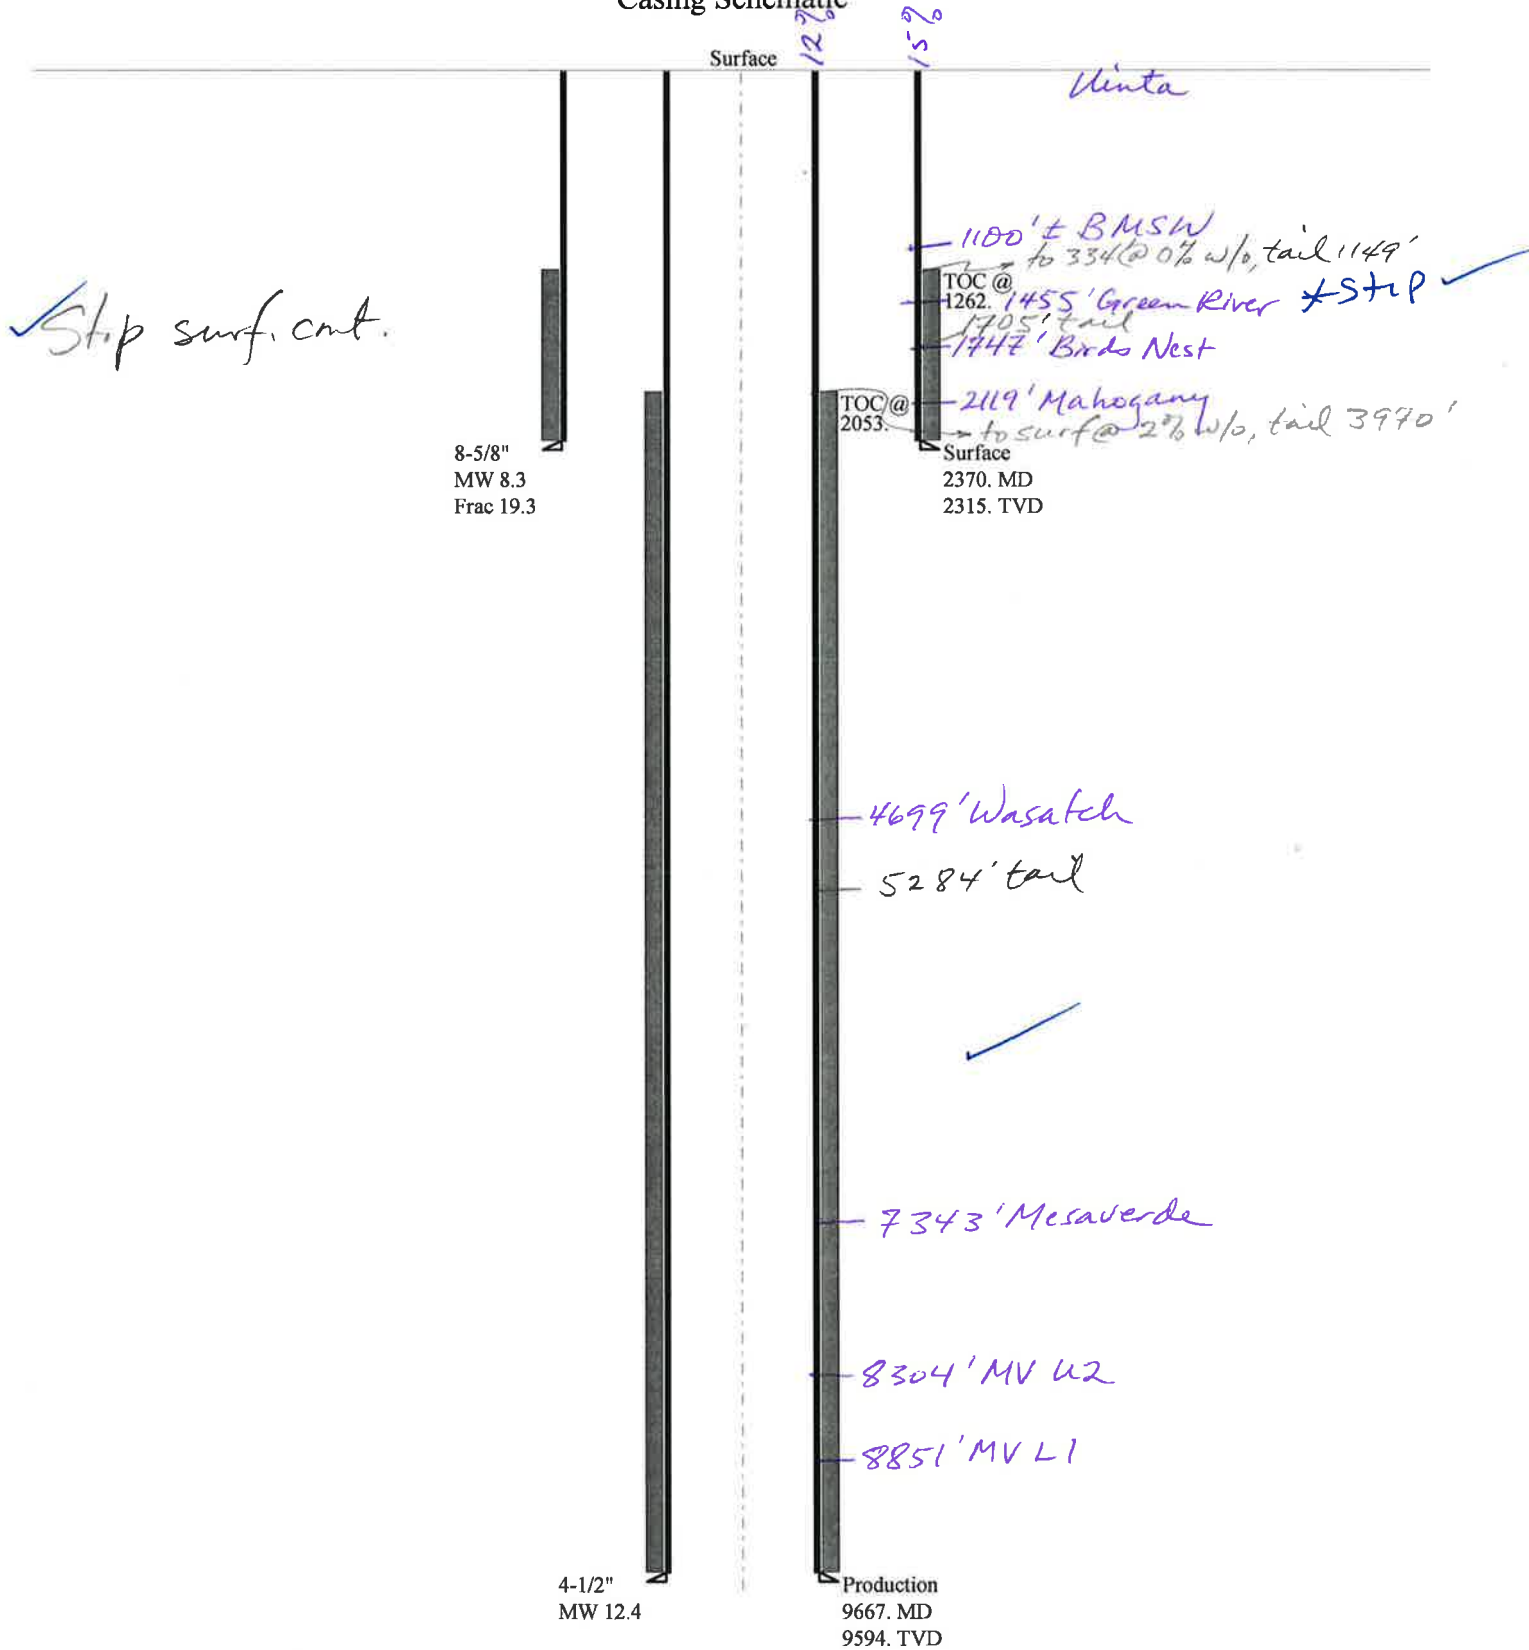 Casing Schematic
12%
15%
Surface
Uinta
1100'± BMSW
to 334@ 0% w/o, tail 1149'
TOC @
1262.
1455' Green River *Stip ✓
1705' tail
1747' Birds Nest
✓Stip surf. cmt.
TOC @
2053.
2119' Mahogany
to surf@ 2% w/o, tail 3970'
8-5/8"
MW 8.3
Frac 19.3
Surface
2370. MD
2315. TVD
4699' Wasatch
5284' tail
✓
7343' Mesaverde
8304' MV U2
8851' MV L1
4-1/2"
MW 12.4
Production
9667. MD
9594. TVD